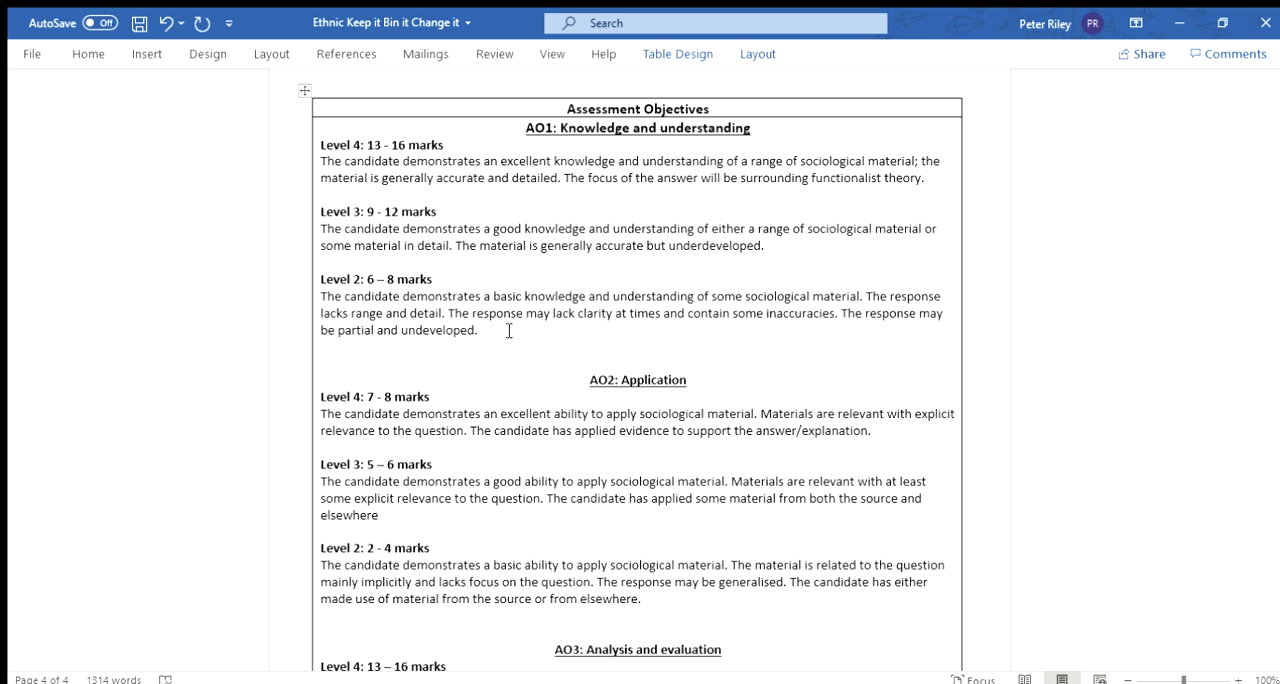 AutoSave Off Ethnic Keep it Bin it Change it Search Peter Riley PR
File Home Insert Design Layout References Mailings Review View Help Table Design Layout Share Comments
Assessment Objectives
AO1: Knowledge and understanding
Level 4: 13 - 16 marks
The candidate demonstrates an excellent knowledge and understanding of a range of sociological material; the
material is generally accurate and detailed. The focus of the answer will be surrounding functionalist theory.
Level 3: 9 - 12 marks
The candidate demonstrates a good knowledge and understanding of either a range of sociological material or
some material in detail. The material is generally accurate but underdeveloped.
Level 2: 6 – 8 marks
The candidate demonstrates a basic knowledge and understanding of some sociological material. The response
lacks range and detail. The response may lack clarity at times and contain some inaccuracies. The response may
be partial and undeveloped.
AO2: Application
Level 4: 7 - 8 marks
The candidate demonstrates an excellent ability to apply sociological material. Materials are relevant with explicit
relevance to the question. The candidate has applied evidence to support the answer/explanation.
Level 3: 5 – 6 marks
The candidate demonstrates a good ability to apply sociological material. Materials are relevant with at least
some explicit relevance to the question. The candidate has applied some material from both the source and
elsewhere
Level 2: 2 - 4 marks
The candidate demonstrates a basic ability to apply sociological material. The material is related to the question
mainly implicitly and lacks focus on the question. The response may be generalised. The candidate has either
made use of material from the source or from elsewhere.
AO3: Analysis and evaluation
Level 4: 13 – 16 marks
Page 4 of 4 1314 words Focus 100%